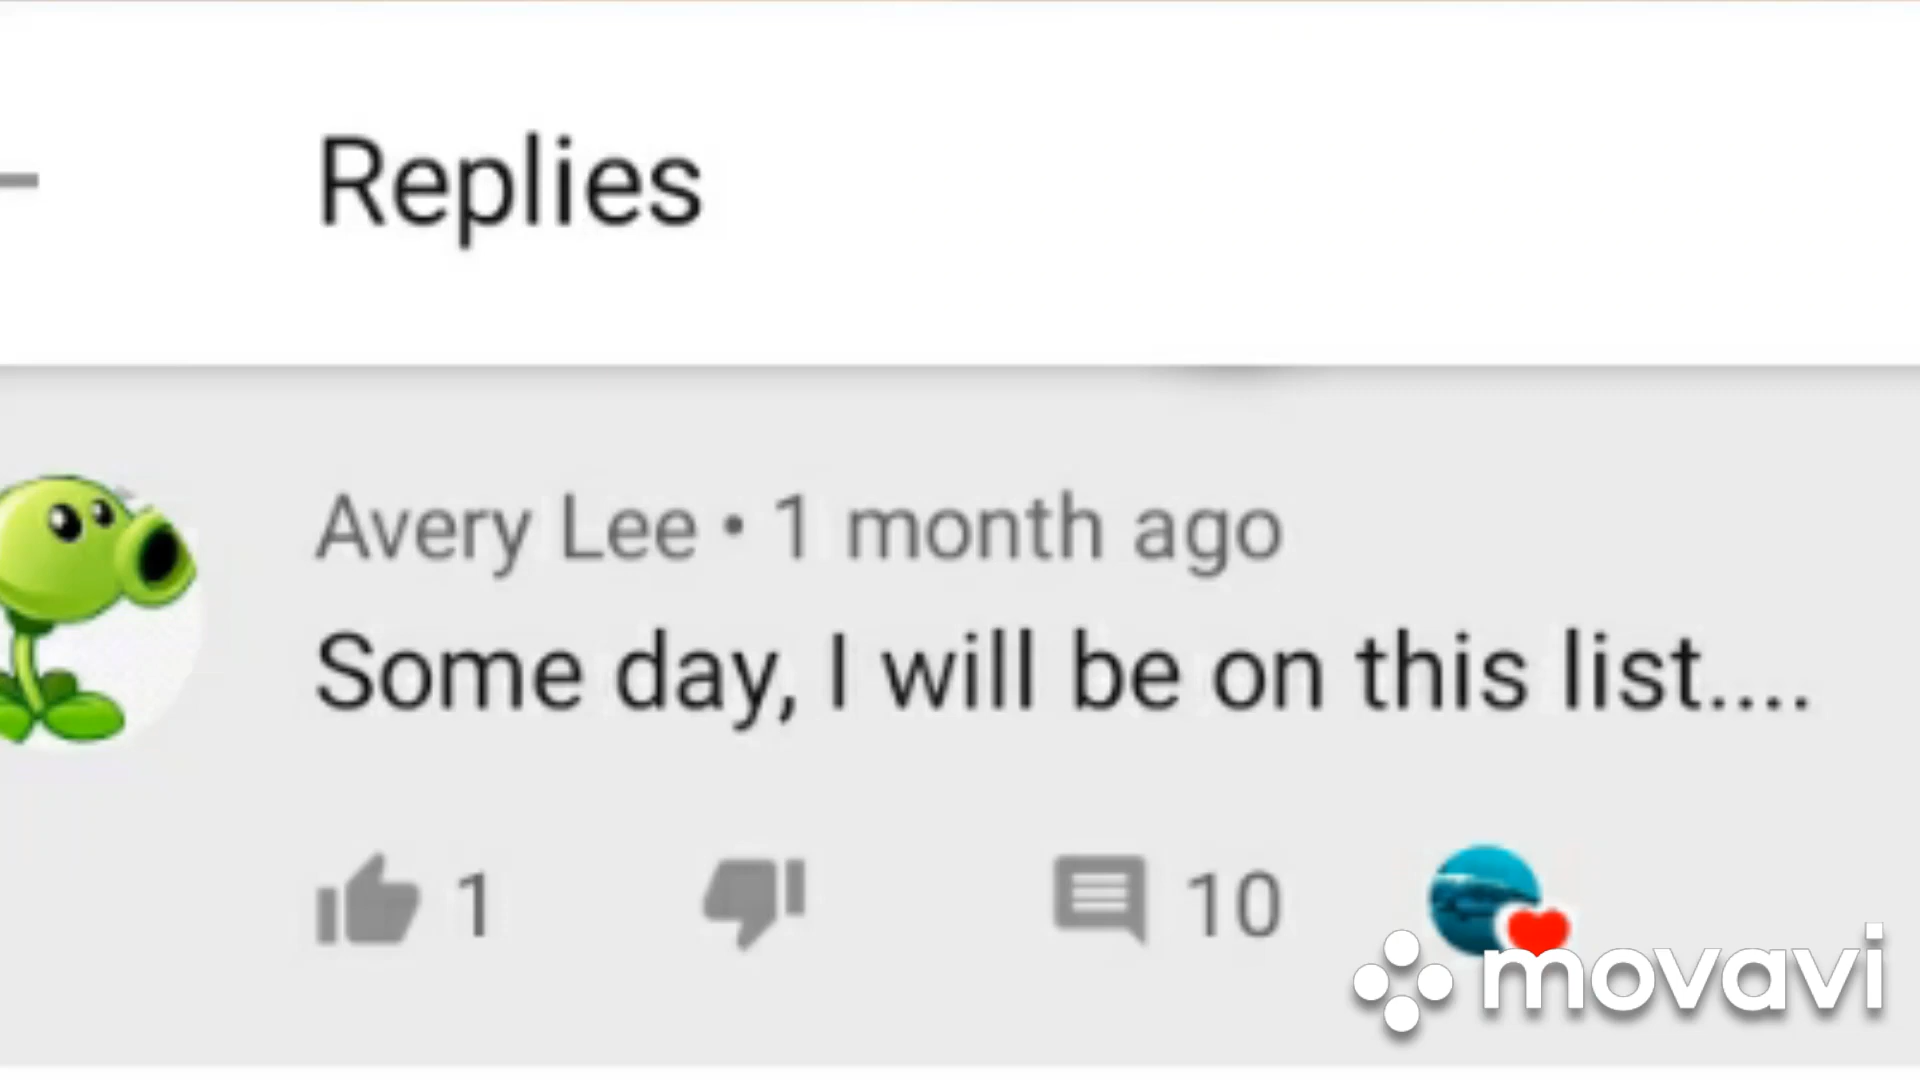 Replies
Avery Lee • 1 month ago
Some day, I will be on this list....
1 10
movavi